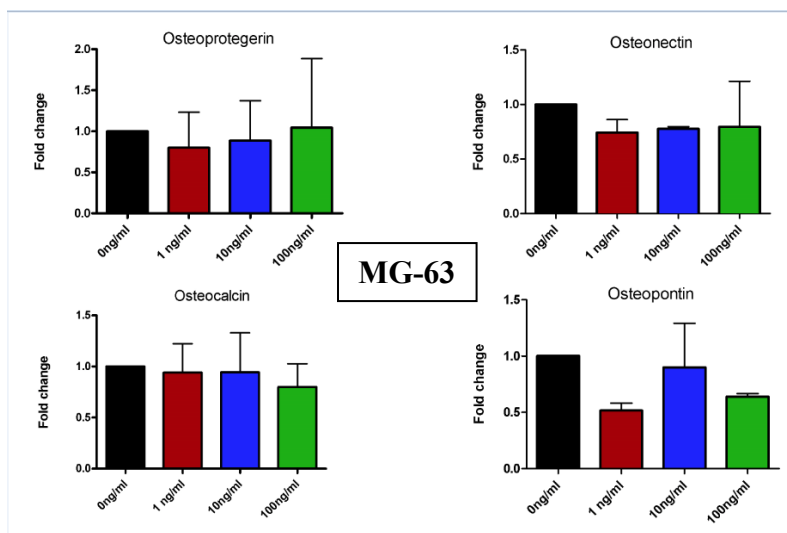 Osteoprotegerin
Fold change
2.0
1.5
1.0
0.5
0.0
0ng/ml
1 ng/ml
10ng/ml
100ng/ml
Osteonectin
Fold change
1.5
1.0
0.5
0.0
0ng/ml
1 ng/ml
10ng/ml
100ng/ml
MG-63
Osteocalcin
Fold change
1.5
1.0
0.5
0.0
0ng/ml
1 ng/ml
10ng/ml
100ng/ml
Osteopontin
Fold change
1.5
1.0
0.5
0.0
0ng/ml
1 ng/ml
10ng/ml
100ng/ml